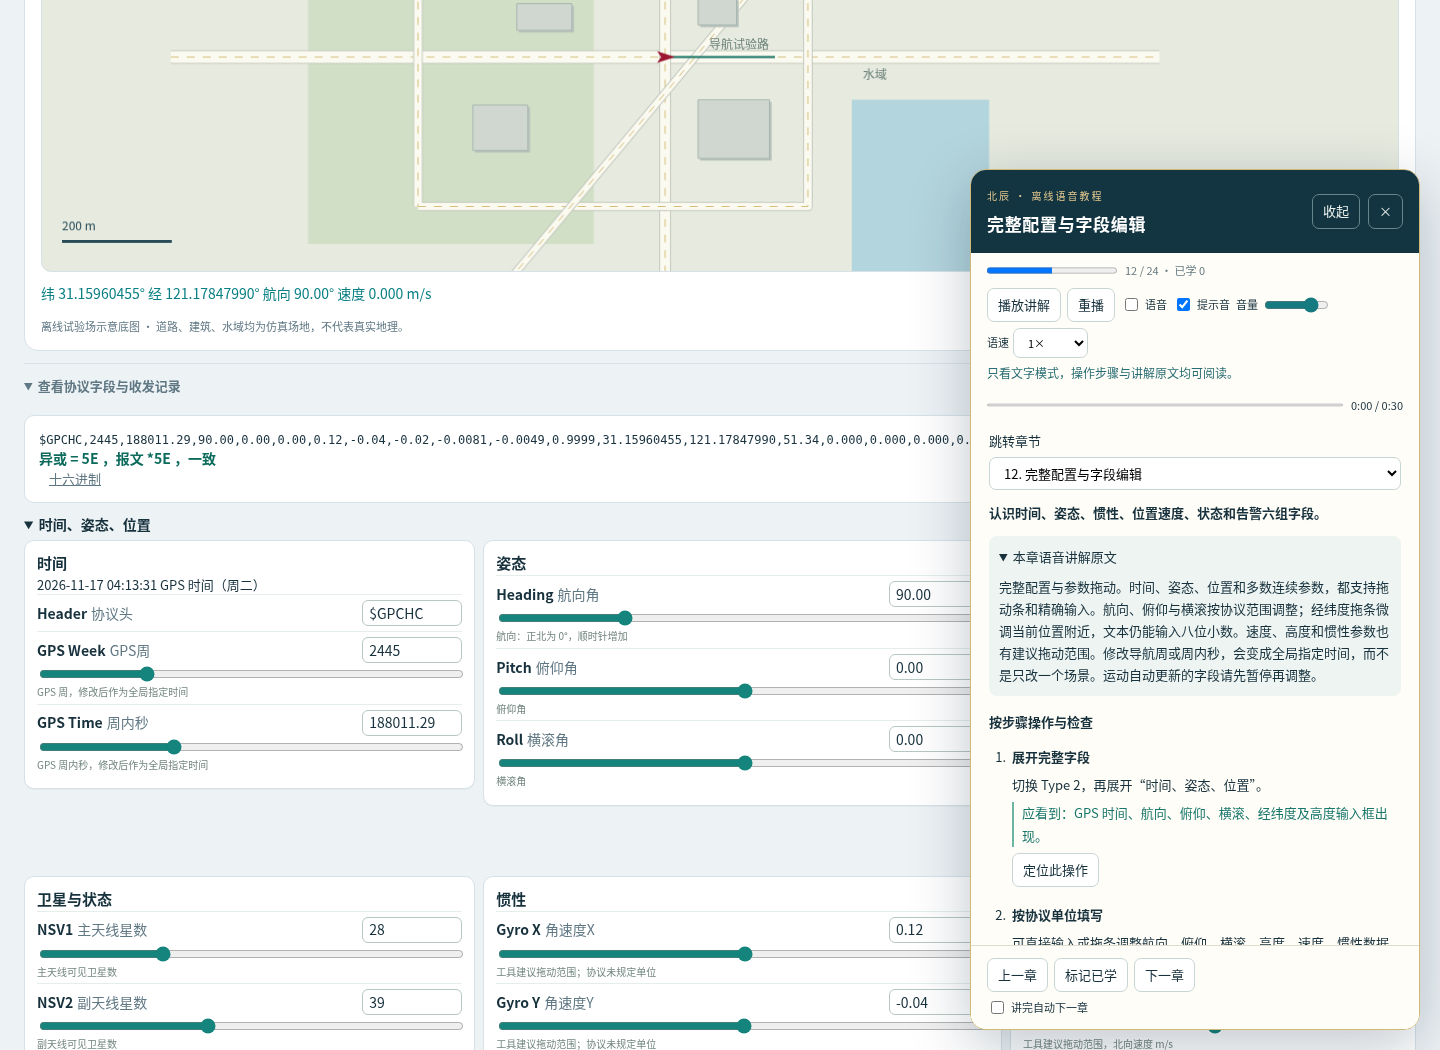 导航试验路
水域
200 m
纬 31.15960455° 经 121.17847990° 航向 90.00° 速度 0.000 m/s
离线试验场示意底图 · 道路、建筑、水域均为仿真场地，不代表真实地理。
▼ 查看协议字段与收发记录
$GPCHC,2445,188011.29,90.00,0.00,0.00,0.12,-0.04,-0.02,-0.0081,-0.0049,0.9999,31.15960455,121.17847990,51.34,0.000,0.000,0.000,0.
异或 = 5E ，报文 *5E ，一致
十六进制
▼ 时间、姿态、位置
时间
2026-11-17 04:13:31 GPS 时间（周二）
Header 协议头
$GPCHC
GPS Week GPS周
2445
GPS 周，修改后作为全局指定时间
GPS Time 周内秒
188011.29
GPS 周内秒，修改后作为全局指定时间
姿态
Heading 航向角
90.00
航向：正北为 0°，顺时针增加
Pitch 俯仰角
0.00
俯仰角
Roll 横滚角
0.00
横滚角
卫星与状态
NSV1 主天线星数
28
主天线可见卫星数
NSV2 副天线星数
39
副天线可见卫星数
惯性
Gyro X 角速度X
0.12
工具建议拖动范围；协议未规定单位
Gyro Y 角速度Y
-0.04
工具建议拖动范围；协议未规定单位
工具建议拖动范围，北向速度 m/s
北辰 · 离线语音教程
完整配置与字段编辑
收起
×
12 / 24 · 已学 0
播放讲解
重播
语音
提示音
音量
语速
1×
只看文字模式，操作步骤与讲解原文均可阅读。
0:00 / 0:30
跳转章节
12. 完整配置与字段编辑
认识时间、姿态、惯性、位置速度、状态和告警六组字段。
▼ 本章语音讲解原文
完整配置与参数拖动。时间、姿态、位置和多数连续参数，都支持拖
动条和精确输入。航向、俯仰与横滚按协议范围调整；经纬度拖条微
调当前位置附近，文本仍能输入八位小数。速度、高度和惯性参数也
有建议拖动范围。修改导航周或周内秒，会变成全局指定时间，而不
是只改一个场景。运动自动更新的字段请先暂停再调整。
按步骤操作与检查
1. 展开完整字段
切换 Type 2，再展开“时间、姿态、位置”。
应看到：GPS 时间、航向、俯仰、横滚、经纬度及高度输入框出
现。
定位此操作
2. 按协议单位填写
可直接输入或拖条调整航向、俯仰、横滚、高度、速度、惯性数据
上一章
标记已学
下一章
讲完自动下一章